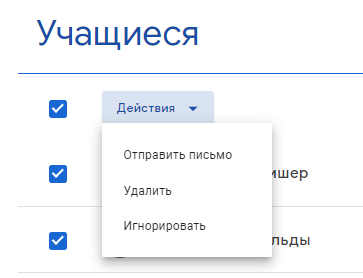 Учащиеся
Действия
Отправить письмо
Удалить
Игнорировать